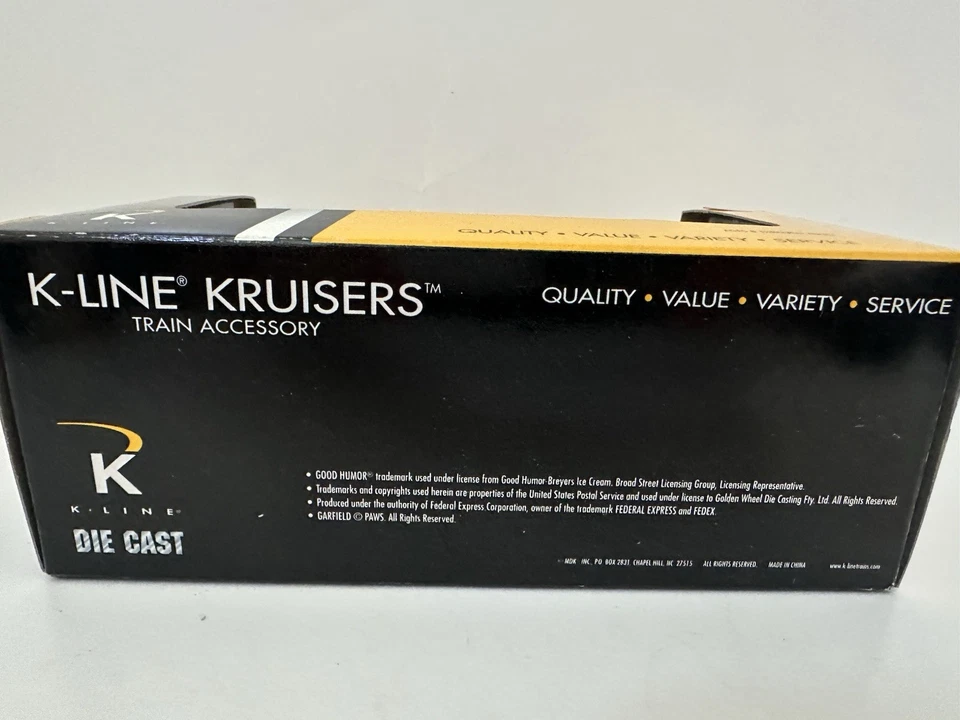 K-LINE
QUALITY • VALUE • VARIETY • SERVICE
K-LINE® KRUISERS™
TRAIN ACCESSORY
QUALITY • VALUE • VARIETY • SERVICE
K
K·LINE®
DIE CAST
• GOOD HUMOR® trademark used under license from Good Humor-Breyers Ice Cream. Broad Street Licensing Group, Licensing Representative.
• Trademarks and copyrights used herein are properties of the United States Postal Service and used under license to Golden Wheel Die Casting Fty. Ltd. All Rights Reserved.
• Produced under the authority of Federal Express Corporation, owner of the trademark FEDERAL EXPRESS and FEDEX.
• GARFIELD © PAWS. All Rights Reserved.
MDK INC. P.O. BOX 2831, CHAPEL HILL, NC 27515 ALL RIGHTS RESERVED. MADE IN CHINA www.k-linetrains.com